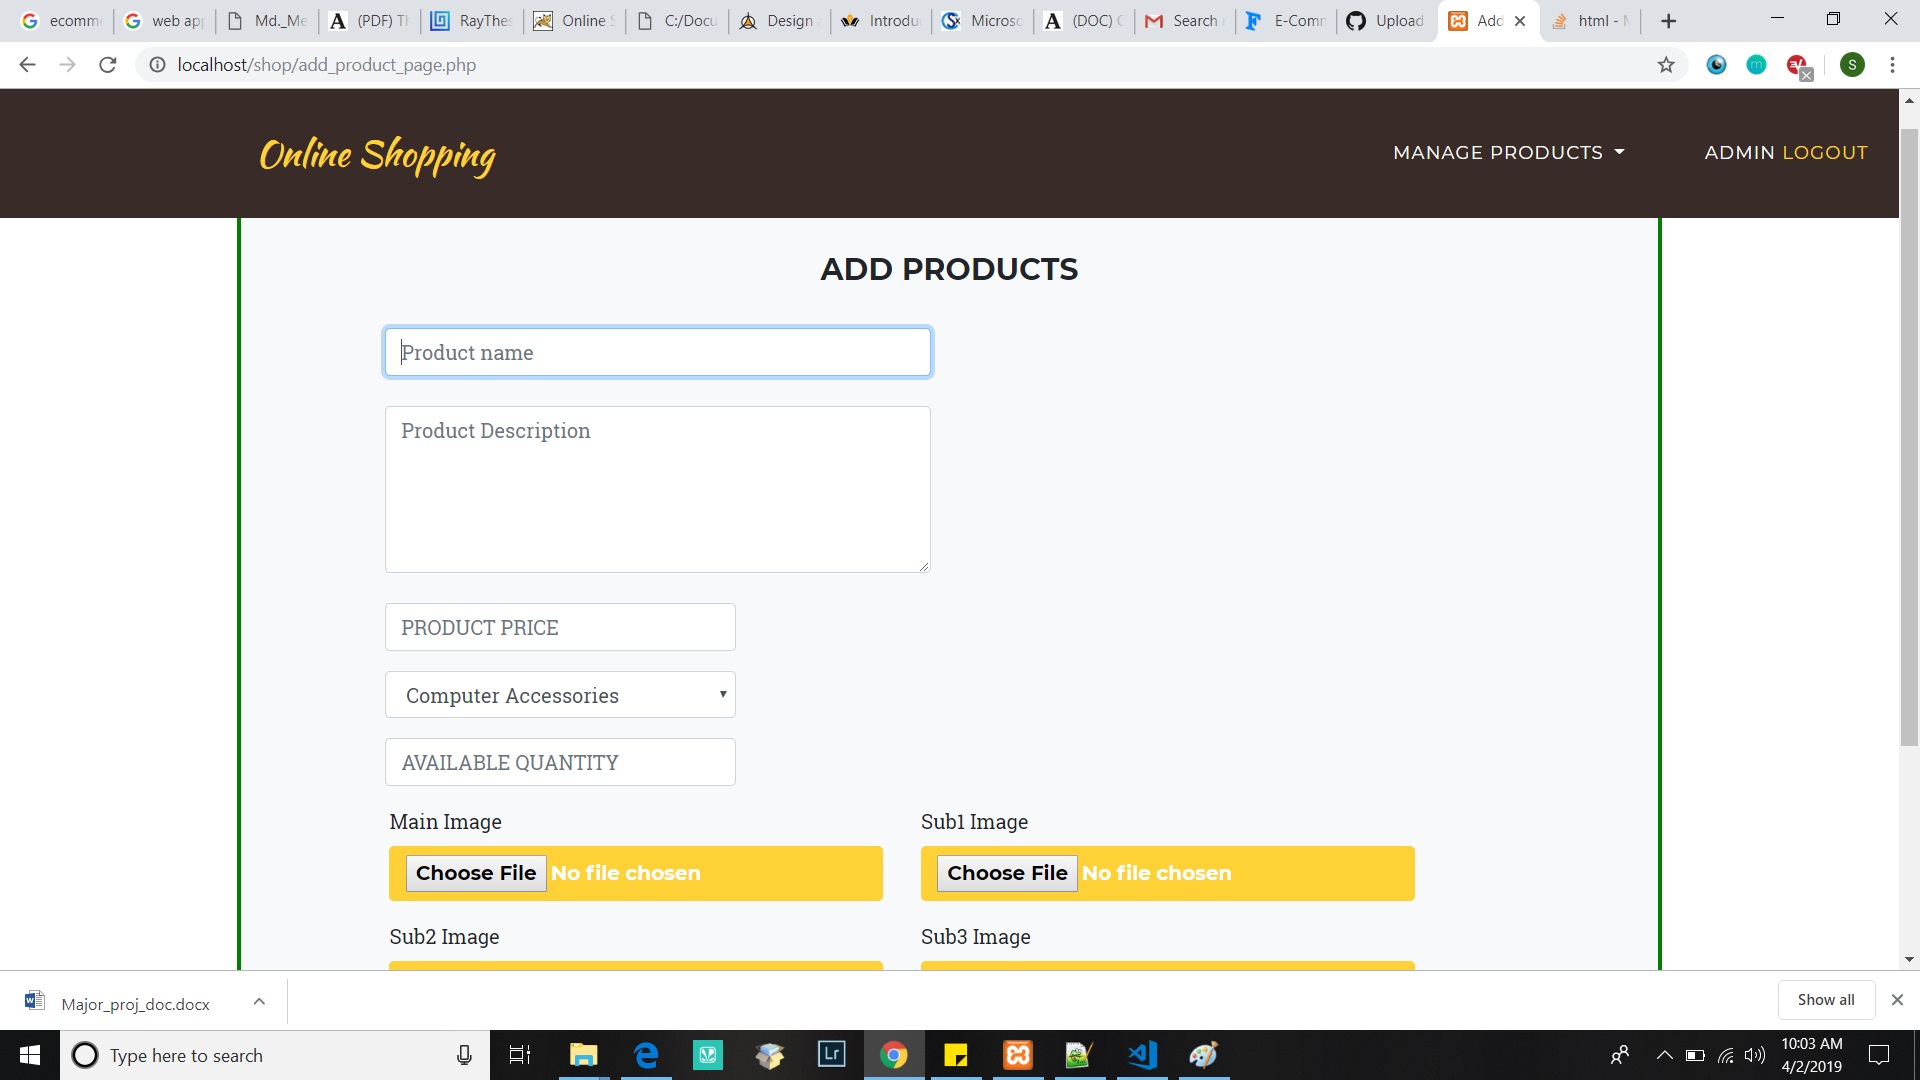 ecomm web app Md._Me (PDF) Th RayThes Online S C:/Docu Design a Introdu Microso (DOC) C Search r E-Comm Upload Add html - N
localhost/shop/add_product_page.php S
Online Shopping MANAGE PRODUCTS ADMIN LOGOUT
ADD PRODUCTS
Product name
Product Description
PRODUCT PRICE
Computer Accessories
AVAILABLE QUANTITY
Main Image Sub1 Image
Choose File No file chosen Choose File No file chosen
Sub2 Image Sub3 Image
Major_proj_doc.docx Show all
Type here to search Lr 10:03 AM
4/2/2019